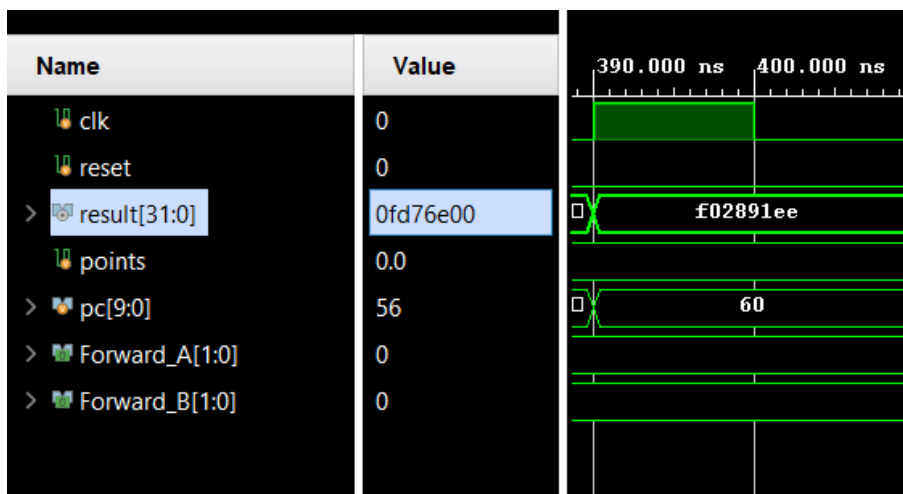 Name Value 390.000 ns 400.000 ns
clk 0
reset 0
result[31:0] 0fd76e00 f02891ee
points 0.0
pc[9:0] 56 60
Forward_A[1:0] 0
Forward_B[1:0] 0